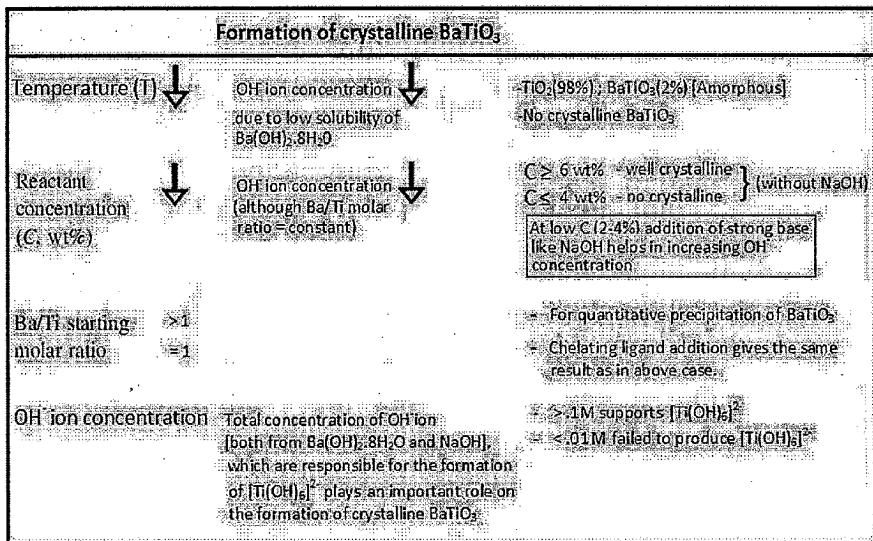 Formation of crystalline BaTiO₃
Temperature (T)
OH⁻ ion concentration
due to low solubility of
Ba(OH)₂.8H₂O
-TiO₂(98%), BaTiO₃(2%) [Amorphous]
-No crystalline BaTiO₃
Reactant
concentration
(C, wt%)
OH⁻ ion concentration
(although Ba/Ti molar
ratio = constant)
C ≥ 6 wt% - well crystalline
C ≤ 4 wt% - no crystalline
(without NaOH)
At low C (2-4%) addition of strong base
like NaOH helps in increasing OH⁻
concentration
Ba/Ti starting
molar ratio
>1
=1
- For quantitative precipitation of BaTiO₃
- Chelating ligand addition gives the same
result as in above case.
OH⁻ ion concentration
Total concentration of OH⁻ ion
[both from Ba(OH)₂.8H₂O and NaOH],
which are responsible for the formation
of [Ti(OH)₆]²⁻ plays an important role on
the formation of crystalline BaTiO₃
- > .1M supports [Ti(OH)₆]²⁻
- < .01M failed to produce [Ti(OH)₆]²⁻